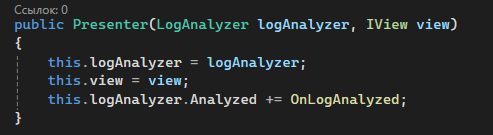 Ссылок: 0
public Presenter(LogAnalyzer logAnalyzer, IView view)
{
    this.logAnalyzer = logAnalyzer;
    this.view = view;
    this.logAnalyzer.Analyzed += OnLogAnalyzed;
}